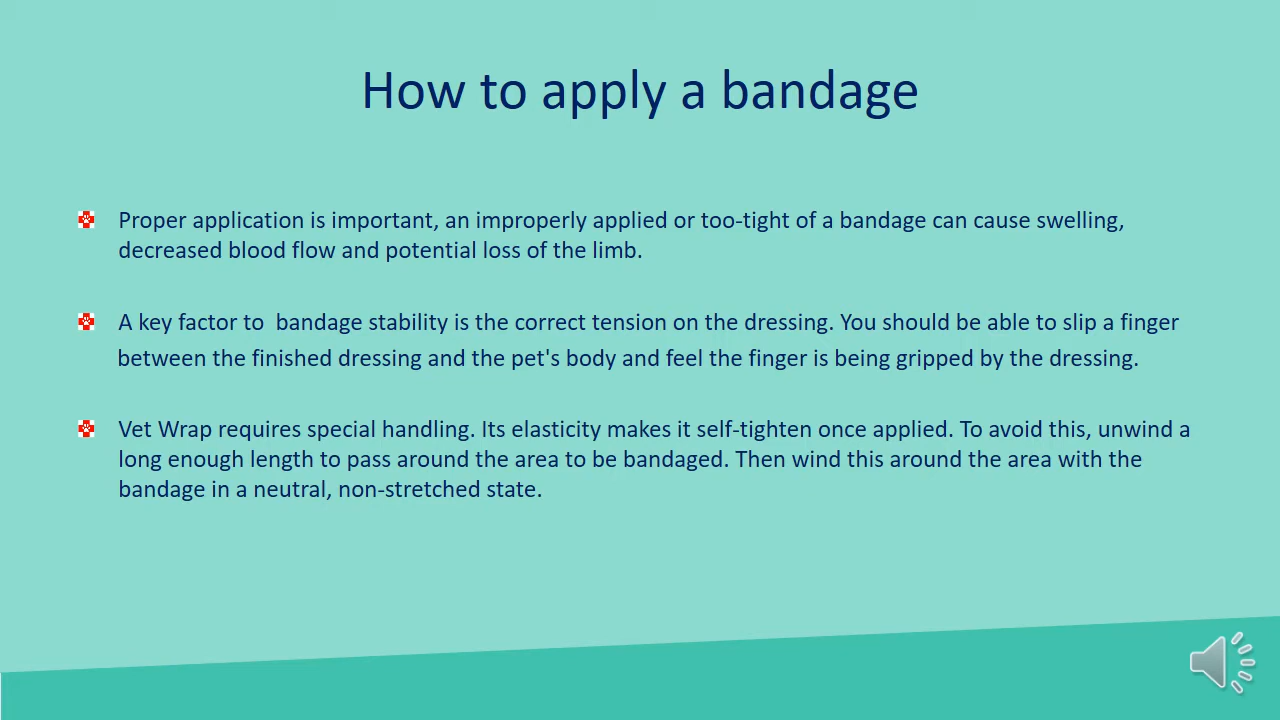 How to apply a bandage
Proper application is important, an improperly applied or too-tight of a bandage can cause swelling,
decreased blood flow and potential loss of the limb.
A key factor to  bandage stability is the correct tension on the dressing. You should be able to slip a finger
between the finished dressing and the pet's body and feel the finger is being gripped by the dressing.
Vet Wrap requires special handling. Its elasticity makes it self-tighten once applied. To avoid this, unwind a
long enough length to pass around the area to be bandaged. Then wind this around the area with the
bandage in a neutral, non-stretched state.